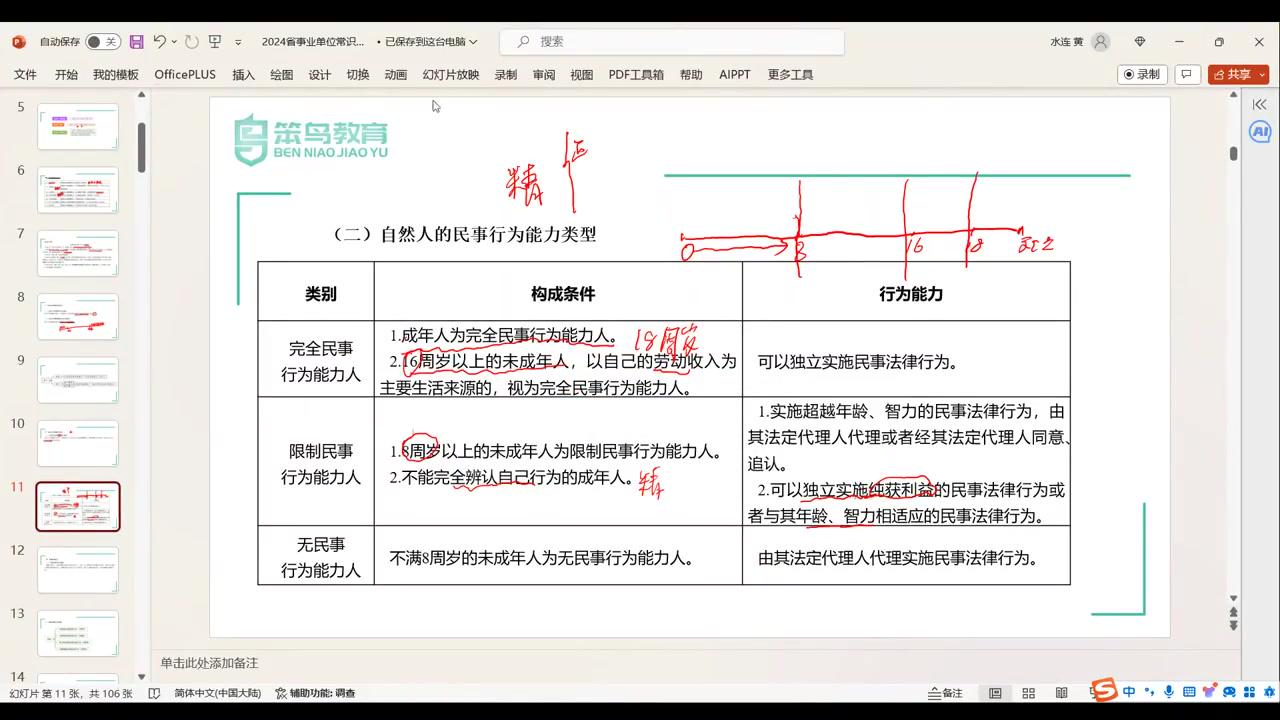 自动保存 关 2024省事业单位常识... • 已保存到这台电脑 搜索 水连 黄
文件 开始 我的模板 OfficePLUS 插入 绘图 设计 切换 动画 幻灯片放映 录制 审阅 视图 PDF工具箱 帮助 AIPPT 更多工具 录制 共享
5
6
7
8
9
10
11
12
13
14
笨鸟教育
BEN NIAO JIAO YU
精
（二）自然人的民事行为能力类型
0 8 16 18 死亡
类别 构成条件 行为能力
完全民事
行为能力人
1.成年人为完全民事行为能力人。 18周岁
2.16周岁以上的未成年人，以自己的劳动收入为
主要生活来源的，视为完全民事行为能力人。
可以独立实施民事法律行为。
限制民事
行为能力人
1.8周岁以上的未成年人为限制民事行为能力人。
2.不能完全辨认自己行为的成年人。 精
1.实施超越年龄、智力的民事法律行为，由
其法定代理人代理或者经其法定代理人同意、
追认。
2.可以独立实施纯获利益的民事法律行为或
者与其年龄、智力相适应的民事法律行为。
无民事
行为能力人
不满8周岁的未成年人为无民事行为能力人。
由其法定代理人代理实施民事法律行为。
AI
单击此处添加备注
幻灯片 第 11 张，共 106 张 简体中文(中国大陆) 辅助功能: 调查 备注 中